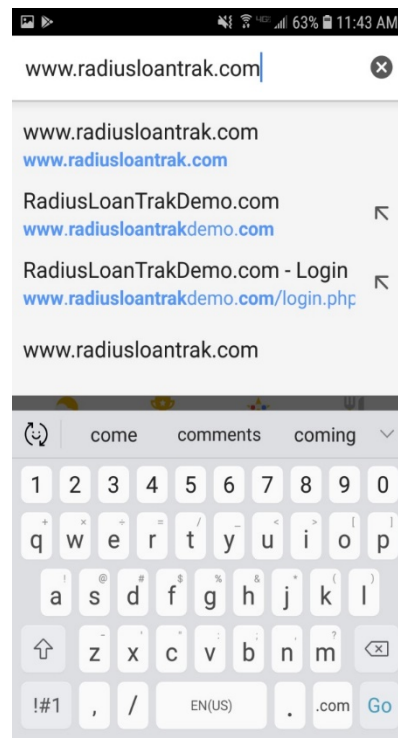 4G 63% 11:43 AM
www.radiusloantrak.com
www.radiusloantrak.com
www.radiusloantrak.com
RadiusLoanTrakDemo.com
www.radiusloantrakdemo.com
RadiusLoanTrakDemo.com - Login
www.radiusloantrakdemo.com/login.php
www.radiusloantrak.com
come comments coming
1 2 3 4 5 6 7 8 9 0
+ × ÷ = / _ < > [ ]
q w e r t y u i o p
! @ # $ % & * ( )
a s d f g h j k l
- ' " : ; , ?
z x c v b n m
!#1 , / EN(US) . .com Go